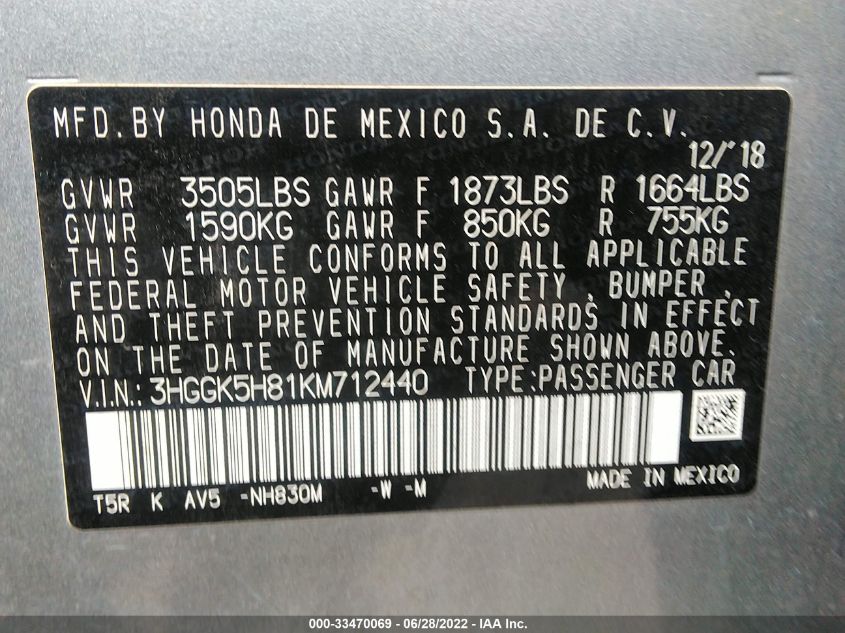 MFD. BY HONDA DE MEXICO S.A. DE C.V.
12/'18
GVWR 3505LBS GAWR F 1873LBS R 1664LBS
GVWR 1590KG GAWR F 850KG R 755KG
THIS VEHICLE CONFORMS TO ALL APPLICABLE
FEDERAL MOTOR VEHICLE SAFETY , BUMPER ,
AND THEFT PREVENTION STANDARDS IN EFFECT
ON THE DATE OF MANUFACTURE SHOWN ABOVE.
V.I.N.: 3HGGK5H81KM712440 TYPE:PASSENGER CAR
T5R K AV5 -NH830M -W -M MADE IN MEXICO
000-33470069 - 06/28/2022 - IAA Inc.